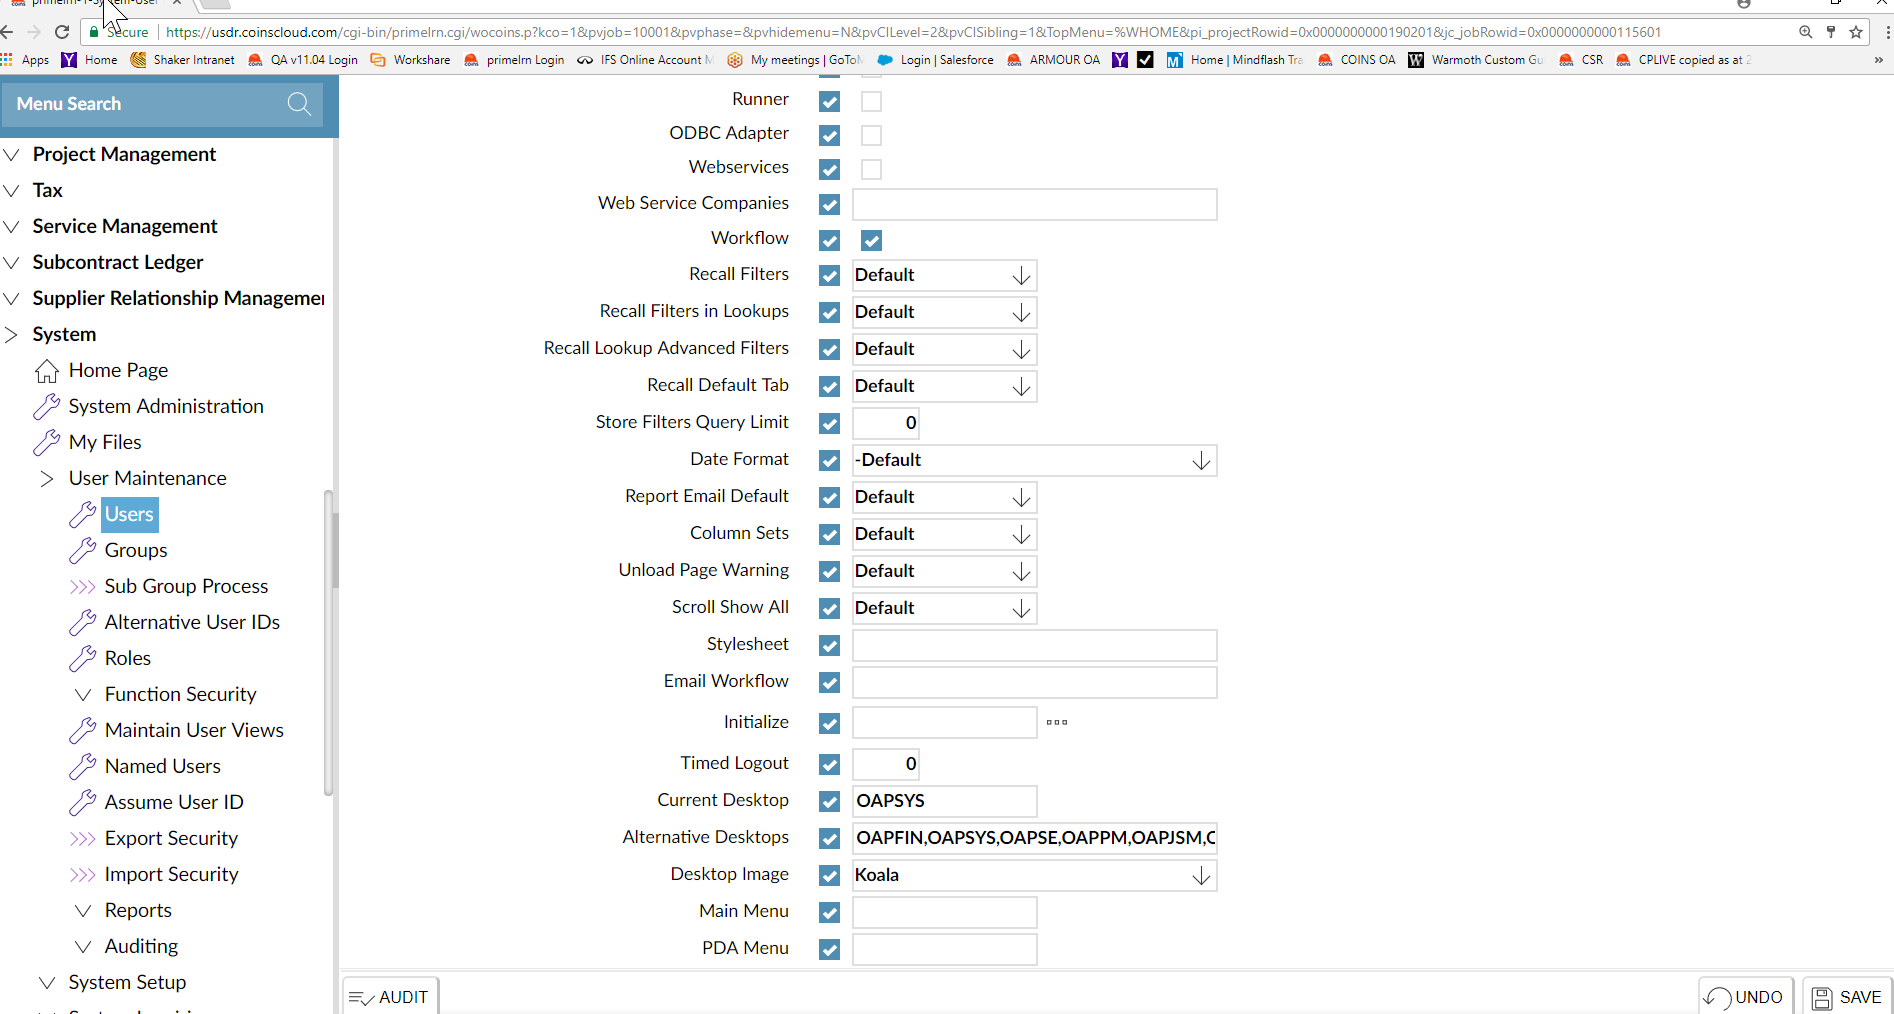 Secure https://usdr.coinscloud.com/cgi-bin/primelrn.cgi/wocoins.p?kco=1&pvjob=10001&pvphase=&pvhidemenu=N&pvCILevel=2&pvCISibling=1&TopMenu=%WHOME&pi_projectRowid=0x0000000000190201&jc_jobRowid=0x0000000000115601
Apps Home Shaker Intranet QA v11.04 Login Workshare primelrn Login IFS Online Account My meetings | GoTo Login | Salesforce ARMOUR OA Home | Mindflash Tra COINS OA Warmoth Custom Gu CSR CPLIVE copied as at 2 »
Menu Search
Project Management
Tax
Service Management
Subcontract Ledger
Supplier Relationship Managemen
System
Home Page
System Administration
My Files
User Maintenance
Users
Groups
Sub Group Process
Alternative User IDs
Roles
Function Security
Maintain User Views
Named Users
Assume User ID
Export Security
Import Security
Reports
Auditing
System Setup
Runner
ODBC Adapter
Webservices
Web Service Companies
Workflow
Recall Filters Default
Recall Filters in Lookups Default
Recall Lookup Advanced Filters Default
Recall Default Tab Default
Store Filters Query Limit 0
Date Format -Default
Report Email Default Default
Column Sets Default
Unload Page Warning Default
Scroll Show All Default
Stylesheet
Email Workflow
Initialize
Timed Logout 0
Current Desktop OAPSYS
Alternative Desktops OAPFIN,OAPSYS,OAPSE,OAPPM,OAPJSM,
Desktop Image Koala
Main Menu
PDA Menu
AUDIT UNDO SAVE